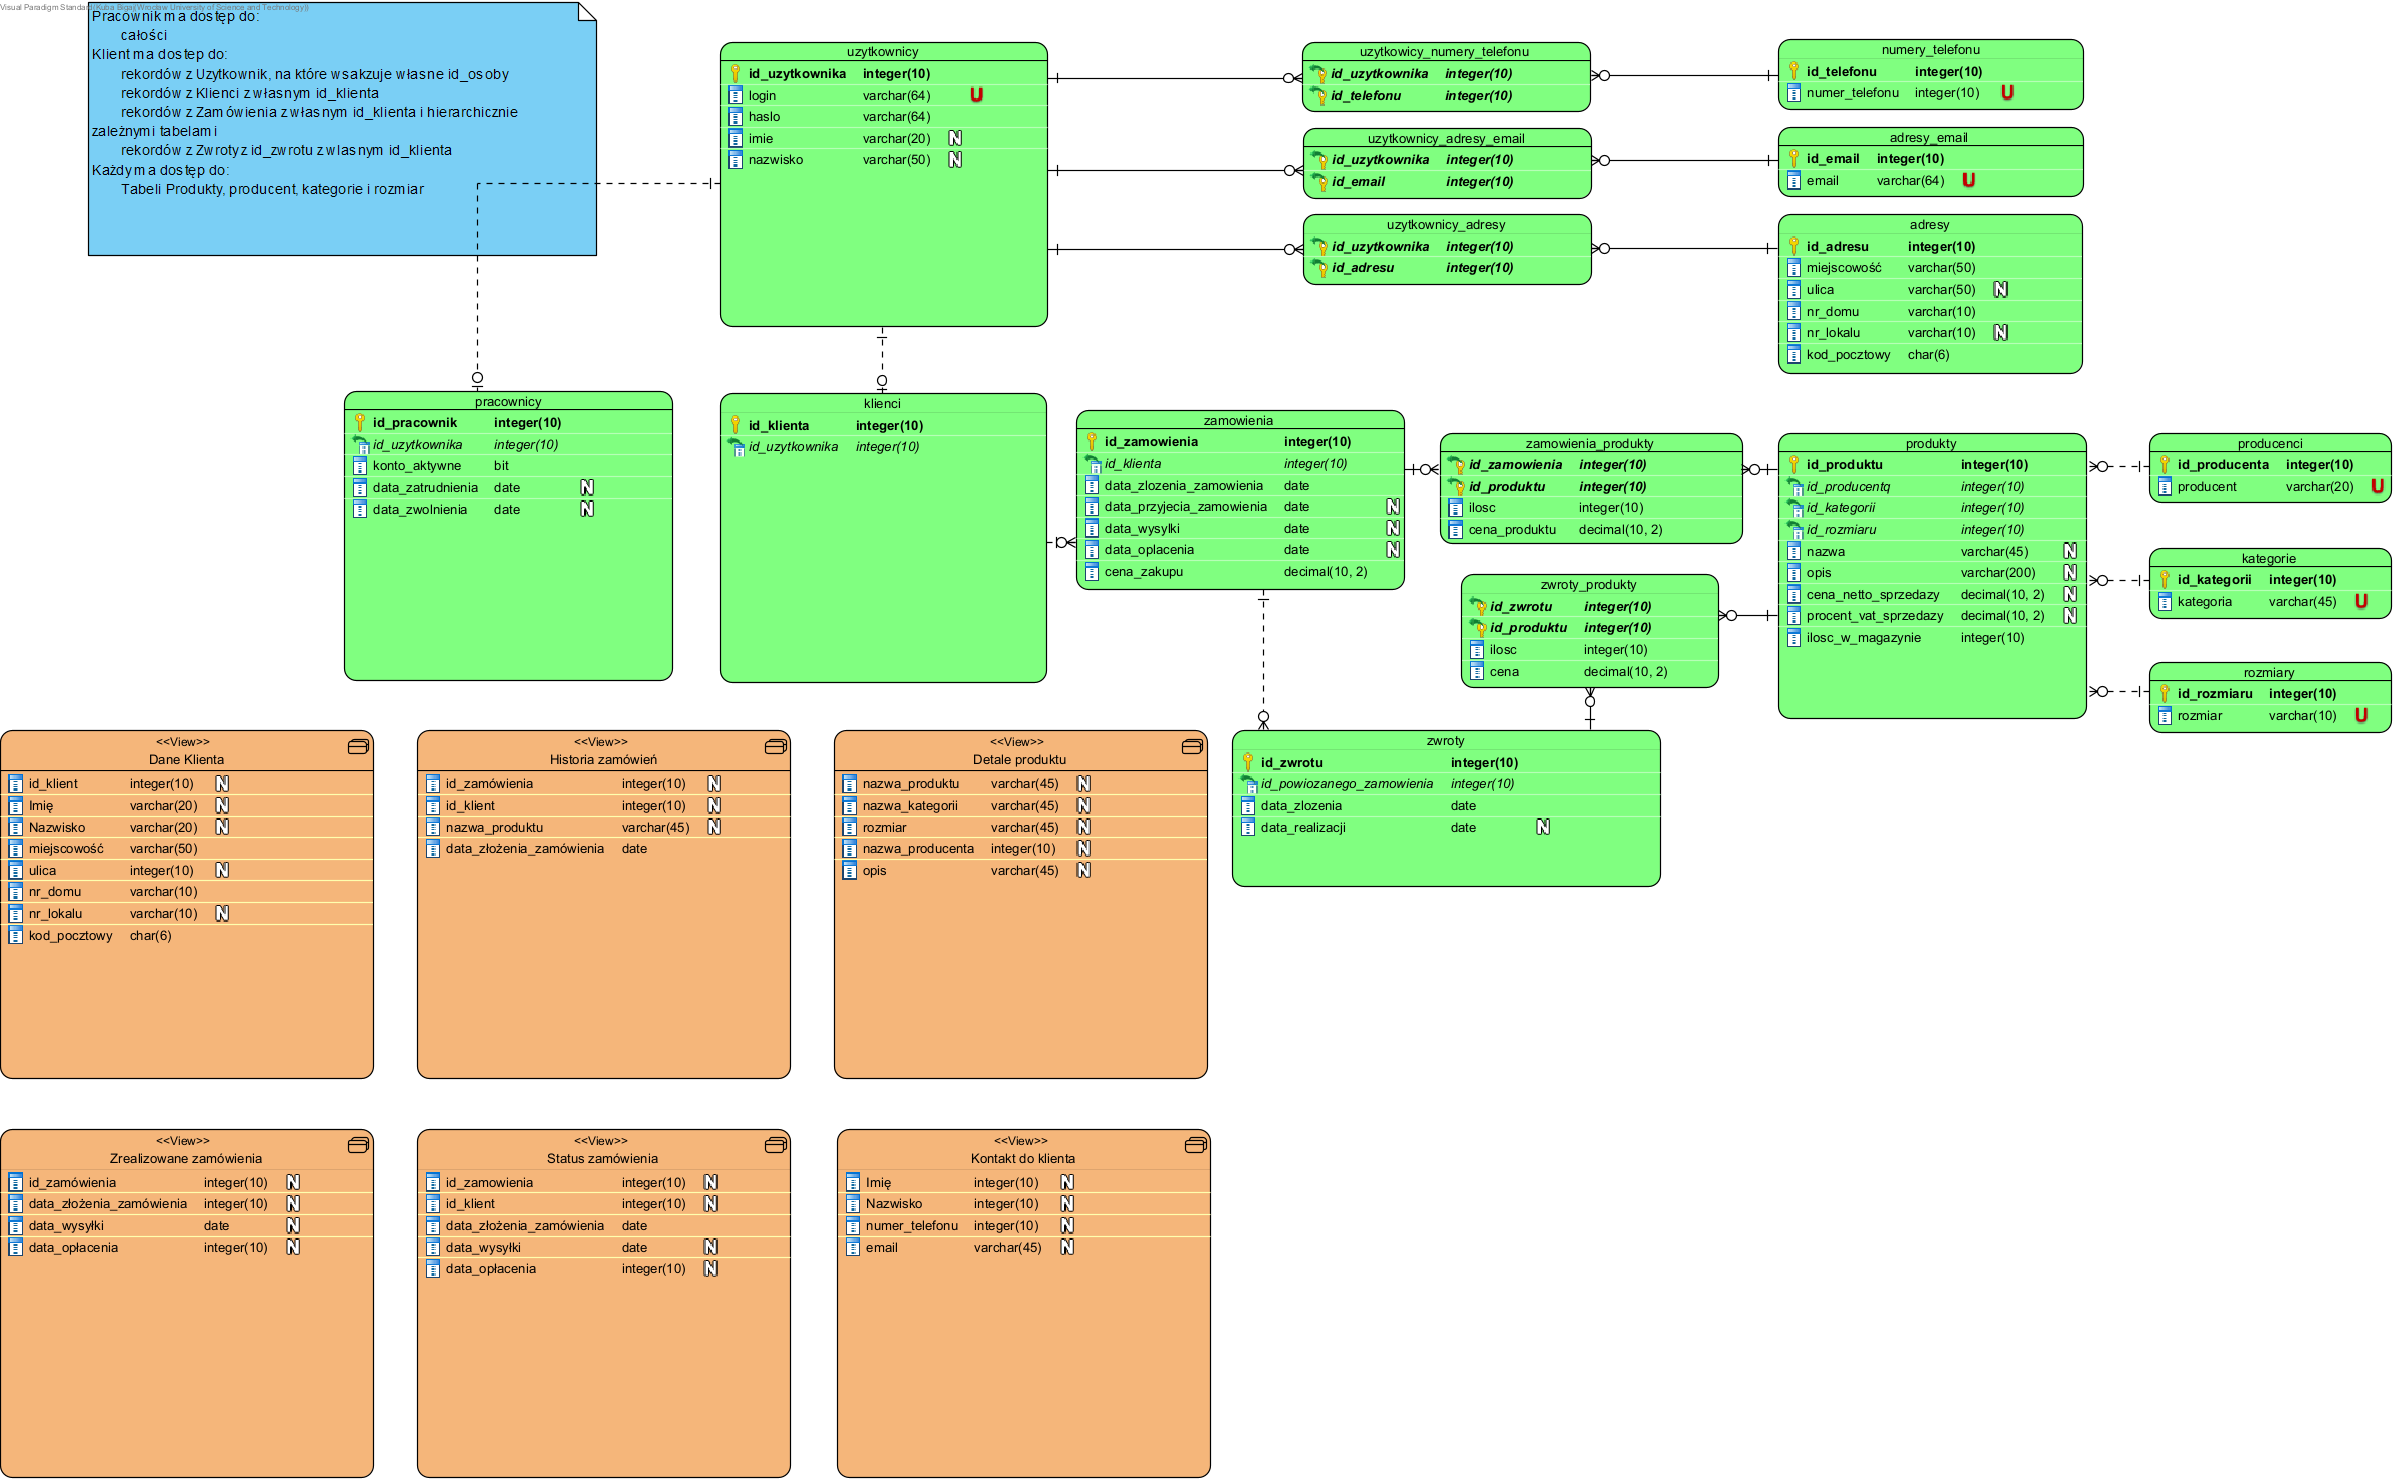 Visual Paradigm Standard(Kuba Bigaj(Wroclaw University of Science and Technology))
Pracownik ma dostęp do:
całości
Klient ma dostep do:
rekordów z Uzytkownik, na które wsakzuje własne id_osoby
rekordów z Klienci z własnym id_klienta
rekordów z Zamówienia z własnym id_klienta i hierarchicznie
zależnymi tabelami
rekordów z Zwroty z id_zwrotu z wlasnym id_klienta
Każdy ma dostęp do:
Tabeli Produkty, producent, kategorie i rozmiar
uzytkownicy
id_uzytkownika integer(10)
login varchar(64) U
haslo varchar(64)
imie varchar(20) N
nazwisko varchar(50) N
uzytkowicy_numery_telefonu
id_uzytkownika integer(10)
id_telefonu integer(10)
numery_telefonu
id_telefonu integer(10)
numer_telefonu integer(10) U
uzytkownicy_adresy_email
id_uzytkownika integer(10)
id_email integer(10)
adresy_email
id_email integer(10)
email varchar(64) U
uzytkownicy_adresy
id_uzytkownika integer(10)
id_adresu integer(10)
adresy
id_adresu integer(10)
miejscowość varchar(50)
ulica varchar(50) N
nr_domu varchar(10)
nr_lokalu varchar(10) N
kod_pocztowy char(6)
pracownicy
id_pracownik integer(10)
id_uzytkownika integer(10)
konto_aktywne bit
data_zatrudnienia date N
data_zwolnienia date N
klienci
id_klienta integer(10)
id_uzytkownika integer(10)
zamowienia
id_zamowienia integer(10)
id_klienta integer(10)
data_zlozenia_zamowienia date
data_przyjecia_zamowienia date N
data_wysylki date N
data_oplacenia date N
cena_zakupu decimal(10, 2)
zamowienia_produkty
id_zamowienia integer(10)
id_produktu integer(10)
ilosc integer(10)
cena_produktu decimal(10, 2)
produkty
id_produktu integer(10)
id_producentq integer(10)
id_kategorii integer(10)
id_rozmiaru integer(10)
nazwa varchar(45) N
opis varchar(200) N
cena_netto_sprzedazy decimal(10, 2) N
procent_vat_sprzedazy decimal(10, 2) N
ilosc_w_magazynie integer(10)
producenci
id_producenta integer(10)
producent varchar(20) U
kategorie
id_kategorii integer(10)
kategoria varchar(45) U
rozmiary
id_rozmiaru integer(10)
rozmiar varchar(10) U
zwroty_produkty
id_zwrotu integer(10)
id_produktu integer(10)
ilosc integer(10)
cena decimal(10, 2)
zwroty
id_zwrotu integer(10)
id_powiozanego_zamowienia integer(10)
data_zlozenia date
data_realizacji date N
<<View>>
Dane Klienta
id_klient integer(10) N
Imię varchar(20) N
Nazwisko varchar(20) N
miejscowość varchar(50)
ulica integer(10) N
nr_domu varchar(10)
nr_lokalu varchar(10) N
kod_pocztowy char(6)
<<View>>
Historia zamówień
id_zamówienia integer(10) N
id_klient integer(10) N
nazwa_produktu varchar(45) N
data_złożenia_zamówienia date
<<View>>
Detale produktu
nazwa_produktu varchar(45) N
nazwa_kategorii varchar(45) N
rozmiar varchar(45) N
nazwa_producenta integer(10) N
opis varchar(45) N
<<View>>
Zrealizowane zamówienia
id_zamówienia integer(10) N
data_złożenia_zamówienia integer(10) N
data_wysyłki date N
data_opłacenia integer(10) N
<<View>>
Status zamówienia
id_zamowienia integer(10) N
id_klient integer(10) N
data_złożenia_zamówienia date
data_wysyłki date N
data_opłacenia integer(10) N
<<View>>
Kontakt do klienta
Imię integer(10) N
Nazwisko integer(10) N
numer_telefonu integer(10) N
email varchar(45) N